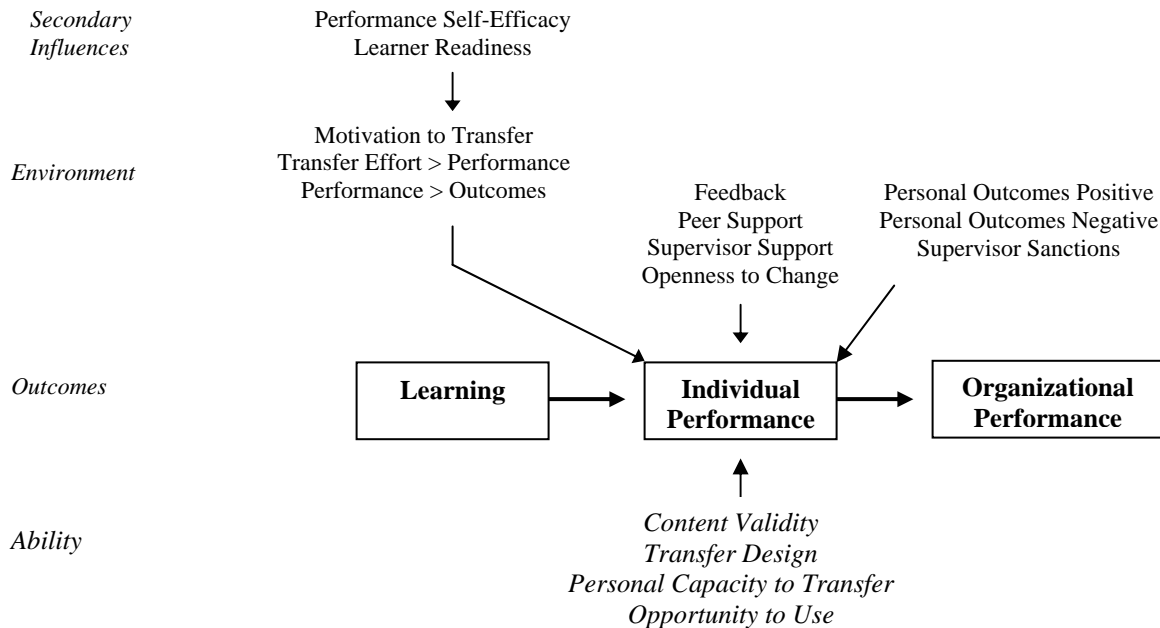 Secondary
Influences
Performance Self-Efficacy
Learner Readiness
Environment
Motivation to Transfer
Transfer Effort > Performance
Performance > Outcomes
Feedback
Peer Support
Supervisor Support
Openness to Change
Personal Outcomes Positive
Personal Outcomes Negative
Supervisor Sanctions
Outcomes
Learning
Individual
Performance
Organizational
Performance
Ability
Content Validity
Transfer Design
Personal Capacity to Transfer
Opportunity to Use